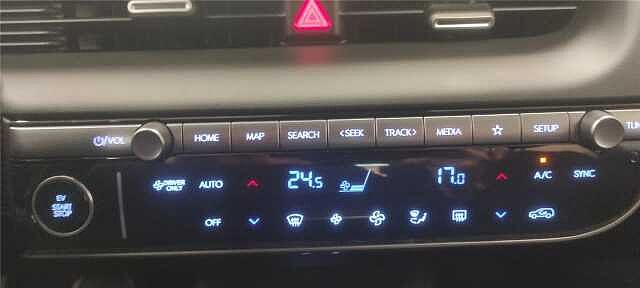 ⏻/VOL HOME MAP SEARCH <SEEK TRACK> MEDIA ☆ SETUP TUN
DRIVER ONLY AUTO 24.5 17.0 A/C SYNC
EV
START
STOP
OFF